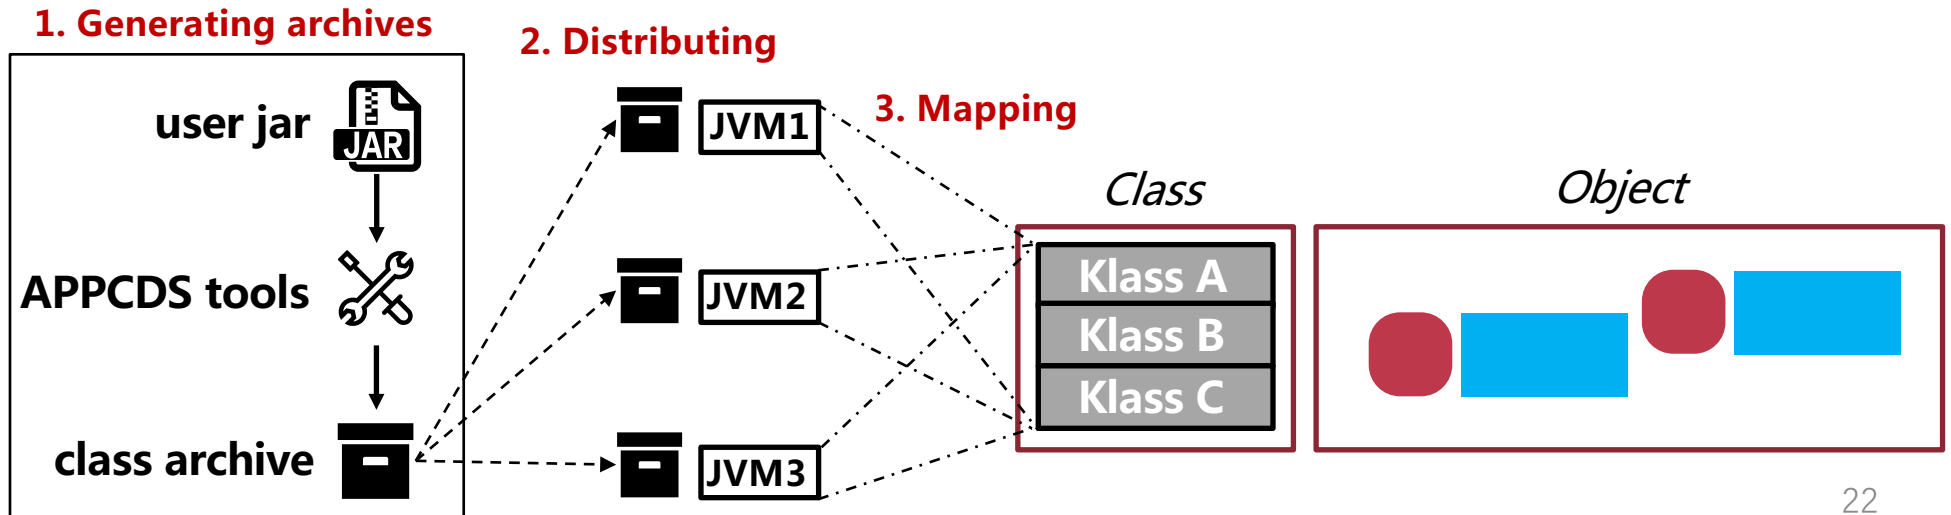 1. Generating archives
2. Distributing
3. Mapping
user jar
JAR
APPCDS tools
class archive
JVM1
JVM2
JVM3
Class
Klass A
Klass B
Klass C
Object
22